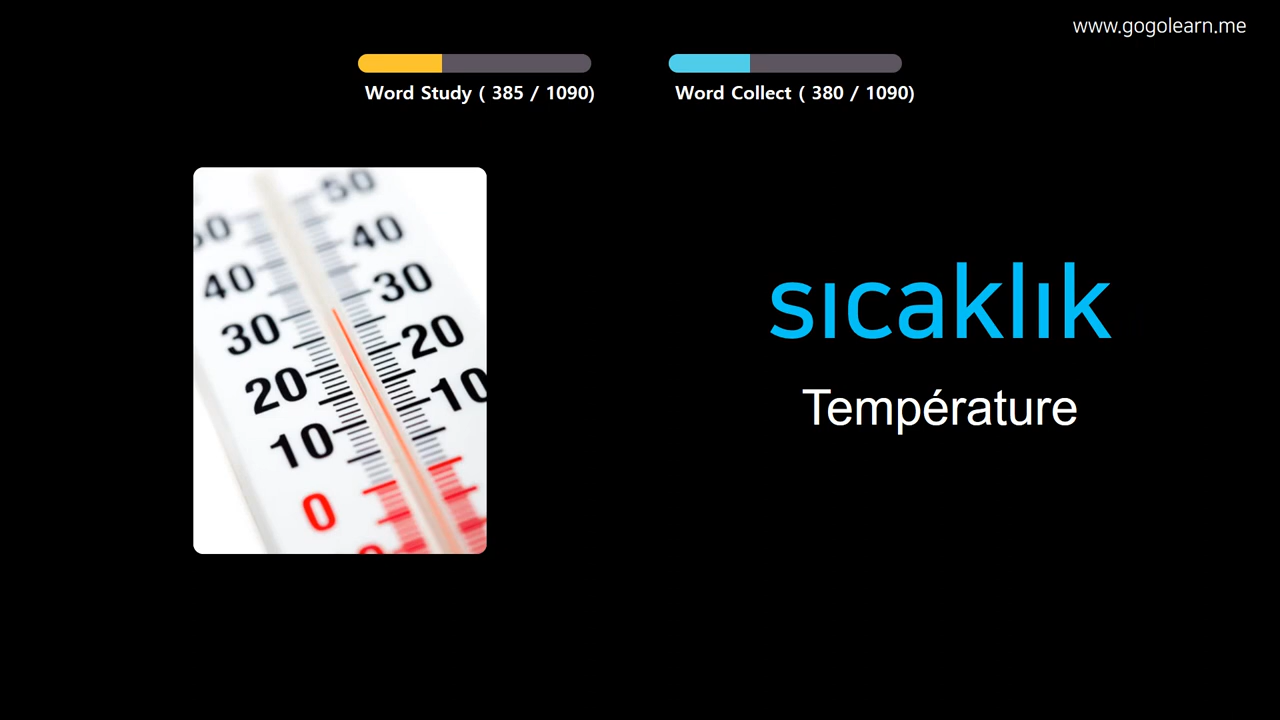 www.gogolearn.me
Word Study ( 385 / 1090)
Word Collect ( 380 / 1090)
50
50
40
40
30
30
20
20
10
10
0
sıcaklık
Température